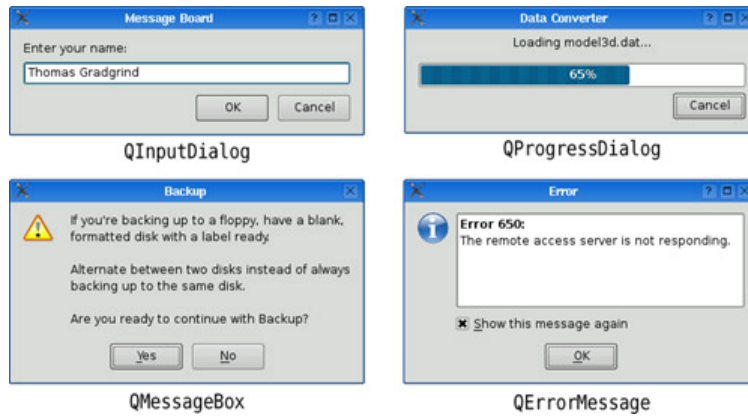 Message Board
Enter your name:
Thomas Gradgrind
OK
Cancel
QInputDialog
Data Converter
Loading model3d.dat...
65%
Cancel
QProgressDialog
Backup
If you're backing up to a floppy, have a blank,
formatted disk with a label ready.
Alternate between two disks instead of always
backing up to the same disk.
Are you ready to continue with Backup?
Yes
No
QMessageBox
Error
Error 650:
The remote access server is not responding.
Show this message again
OK
QErrorMessage